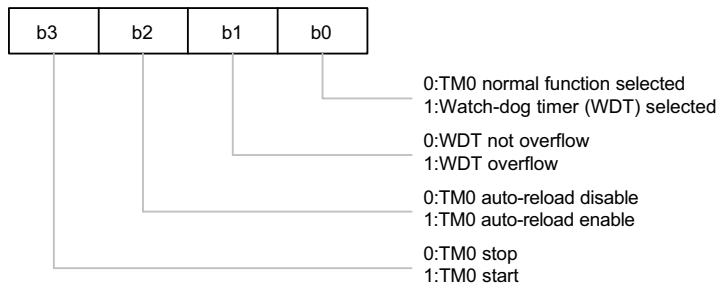 b3 b2 b1 b0
0:TM0 normal function selected
1:Watch-dog timer (WDT) selected
0:WDT not overflow
1:WDT overflow
0:TM0 auto-reload disable
1:TM0 auto-reload enable
0:TM0 stop
1:TM0 start